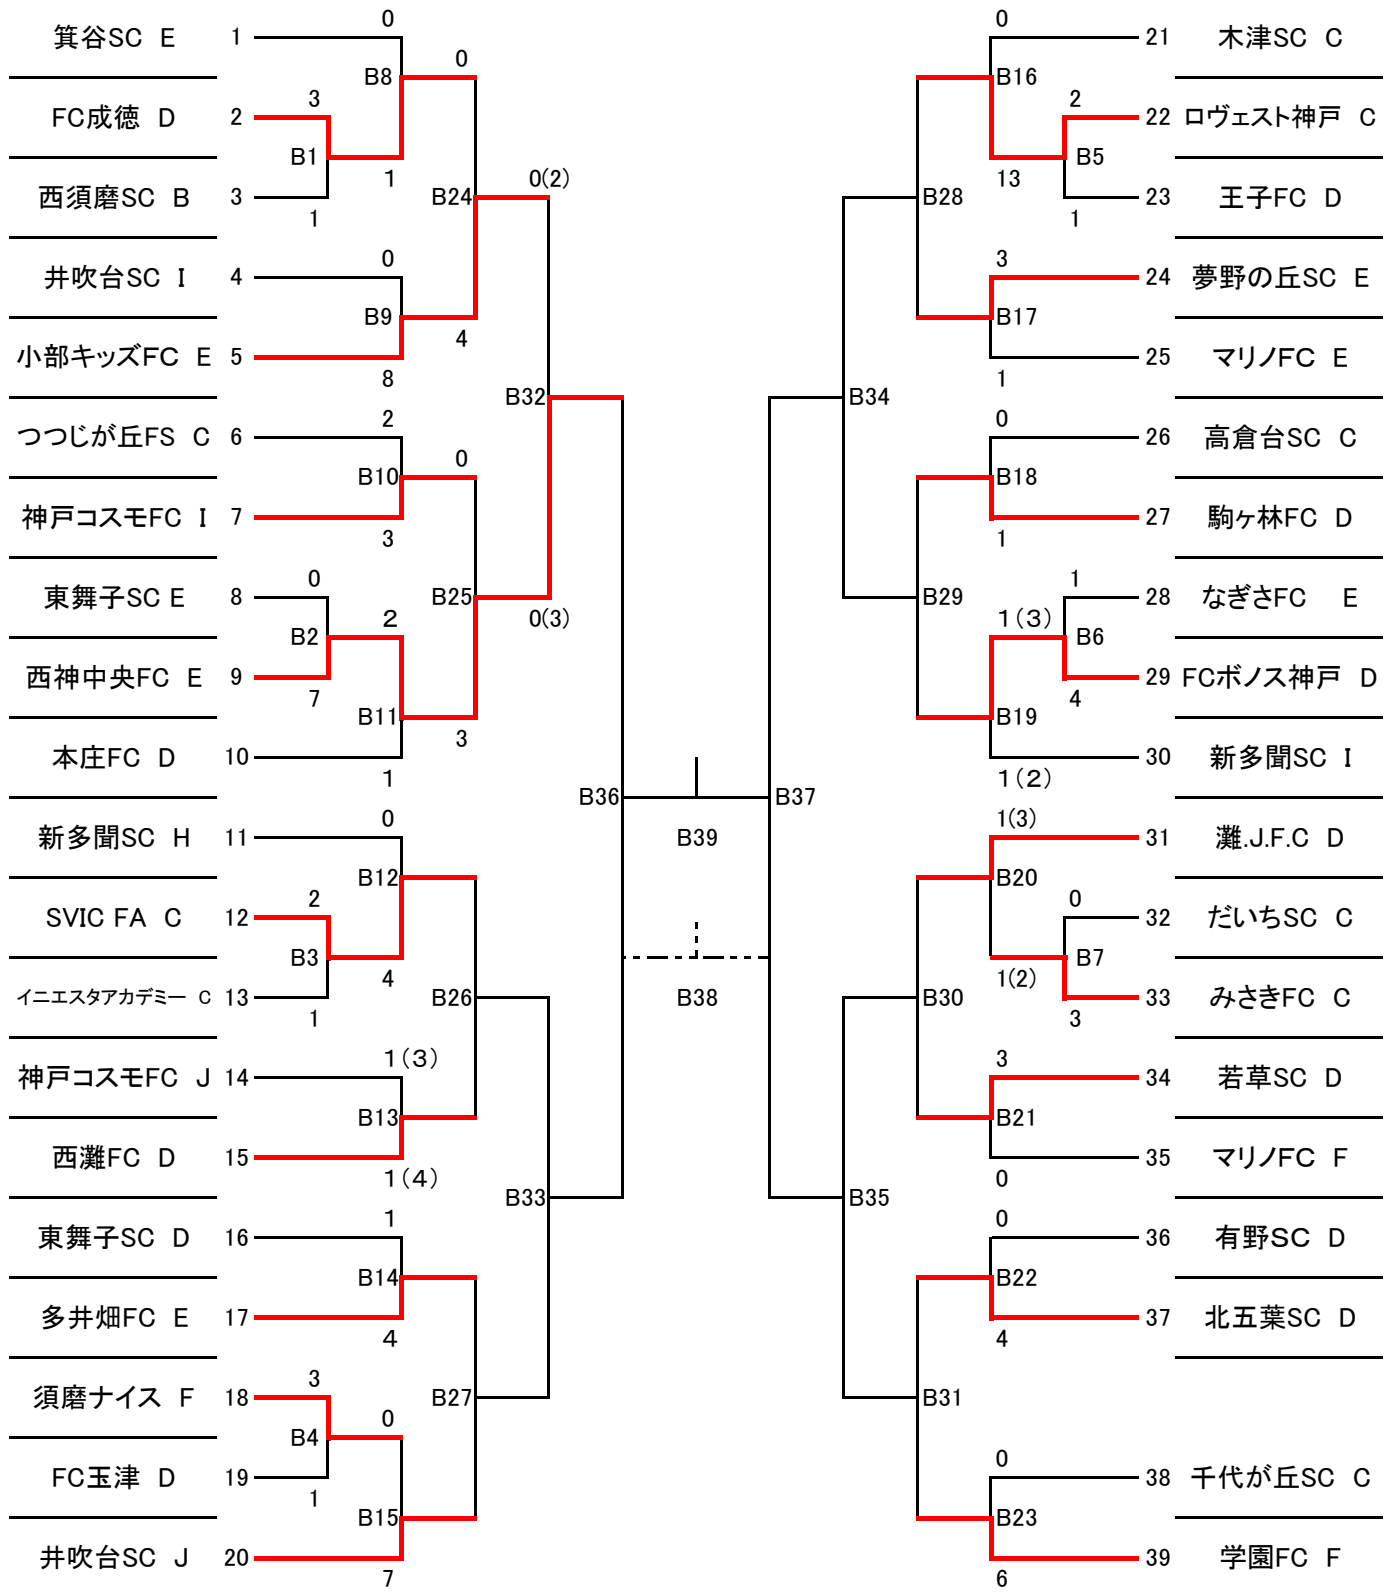 箕谷SC E 1 0
B8 0
FC成徳 D 2 3
B1 1
西須磨SC B 3 1
B24 0(2)
井吹台SC I 4 0
B9 4
小部キッズFC E 5 8
B32
つつじが丘FS C 6 2
B10 0
神戸コスモFC I 7 3
東舞子SC E 8 0
B25 0(3)
B2 2
西神中央FC E 9 7
B11 3
本庄FC D 10 1
B36
新多聞SC H 11 0
B12
SVIC FA C 12 2
B3 4
イニエスタアカデミー C 13 1
B26
神戸コスモFC J 14 1(3)
B13
西灘FC D 15 1(4)
B33
東舞子SC D 16 1
B14
多井畑FC E 17 4
須磨ナイス F 18 3
B27
B4 0
FC玉津 D 19 1
B15
井吹台SC J 20 7
B39
B38
0 21 木津SC C
B16
2 22 ロヴェスト神戸 C
13 B5
1 23 王子FC D
B28
3 24 夢野の丘SC E
B17
1 25 マリノFC E
B34
0 26 高倉台SC C
B18
1 27 駒ヶ林FC D
1 28 なぎさFC E
B29
1(3) B6
4 29 FCボノス神戸 D
B19
1(2) 30 新多聞SC I
B37
1(3) 31 灘.J.F.C D
B20
0 32 だいちSC C
1(2) B7
3 33 みさきFC C
B30
3 34 若草SC D
B21
0 35 マリノFC F
B35
0 36 有野SC D
B22
4 37 北五葉SC D
B31
0 38 千代が丘SC C
B23
6 39 学園FC F